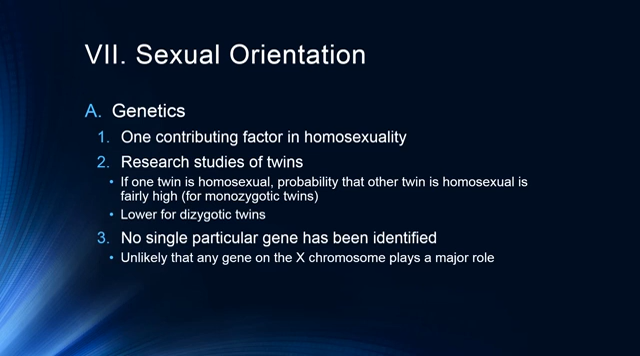 VII. Sexual Orientation
A. Genetics
1. One contributing factor in homosexuality
2. Research studies of twins
• If one twin is homosexual, probability that other twin is homosexual is
fairly high (for monozygotic twins)
• Lower for dizygotic twins
3. No single particular gene has been identified
• Unlikely that any gene on the X chromosome plays a major role